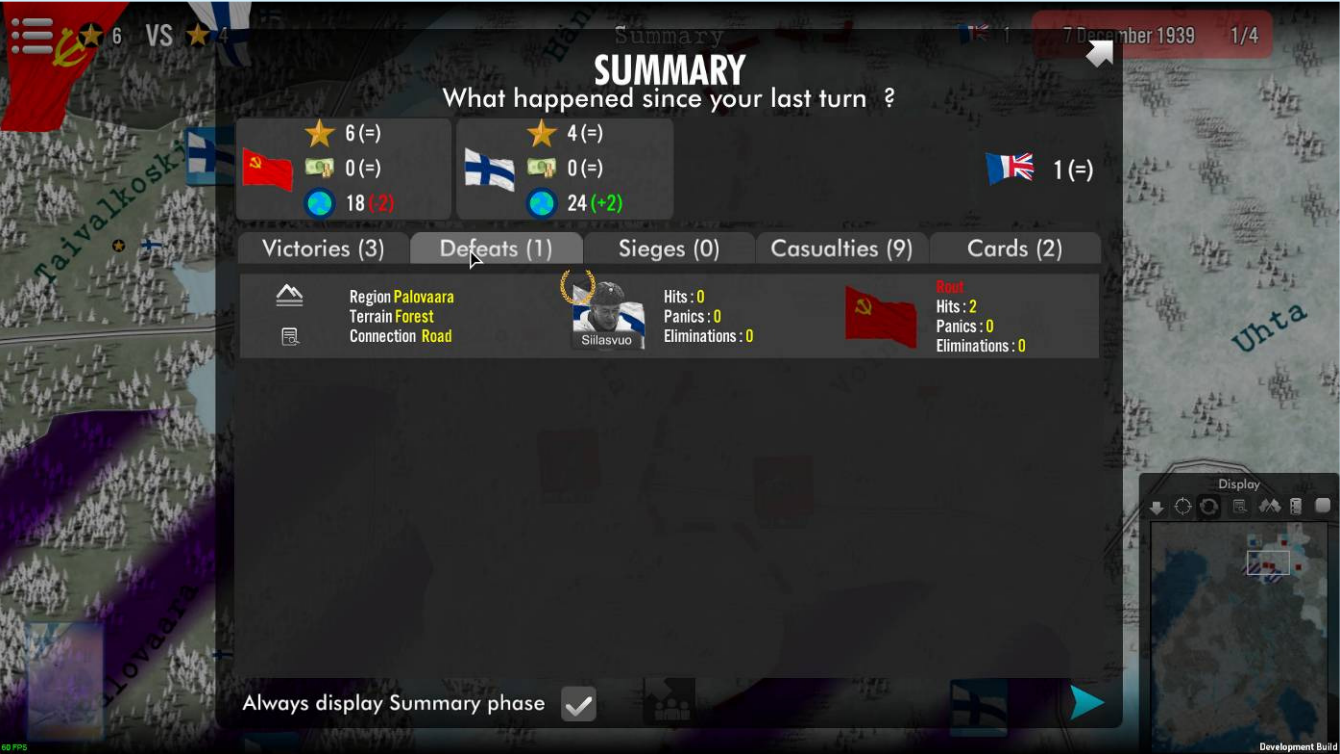 6 VS 4
Summary
1
7 December 1939 1/4
SUMMARY
What happened since your last turn ?
6 (=)
0 (=)
18 (-2)
4 (=)
0 (=)
24 (+2)
1 (=)
Victories (3)
Defeats (1)
Sieges (0)
Casualties (9)
Cards (2)
Region Palovaara
Terrain Forest
Connection Road
Siilasvuo
Hits : 0
Panics : 0
Eliminations : 0
Rout
Hits : 2
Panics : 0
Eliminations : 0
Taivalkoski
Uhta
Display
Always display Summary phase
60 FPS
Development Build